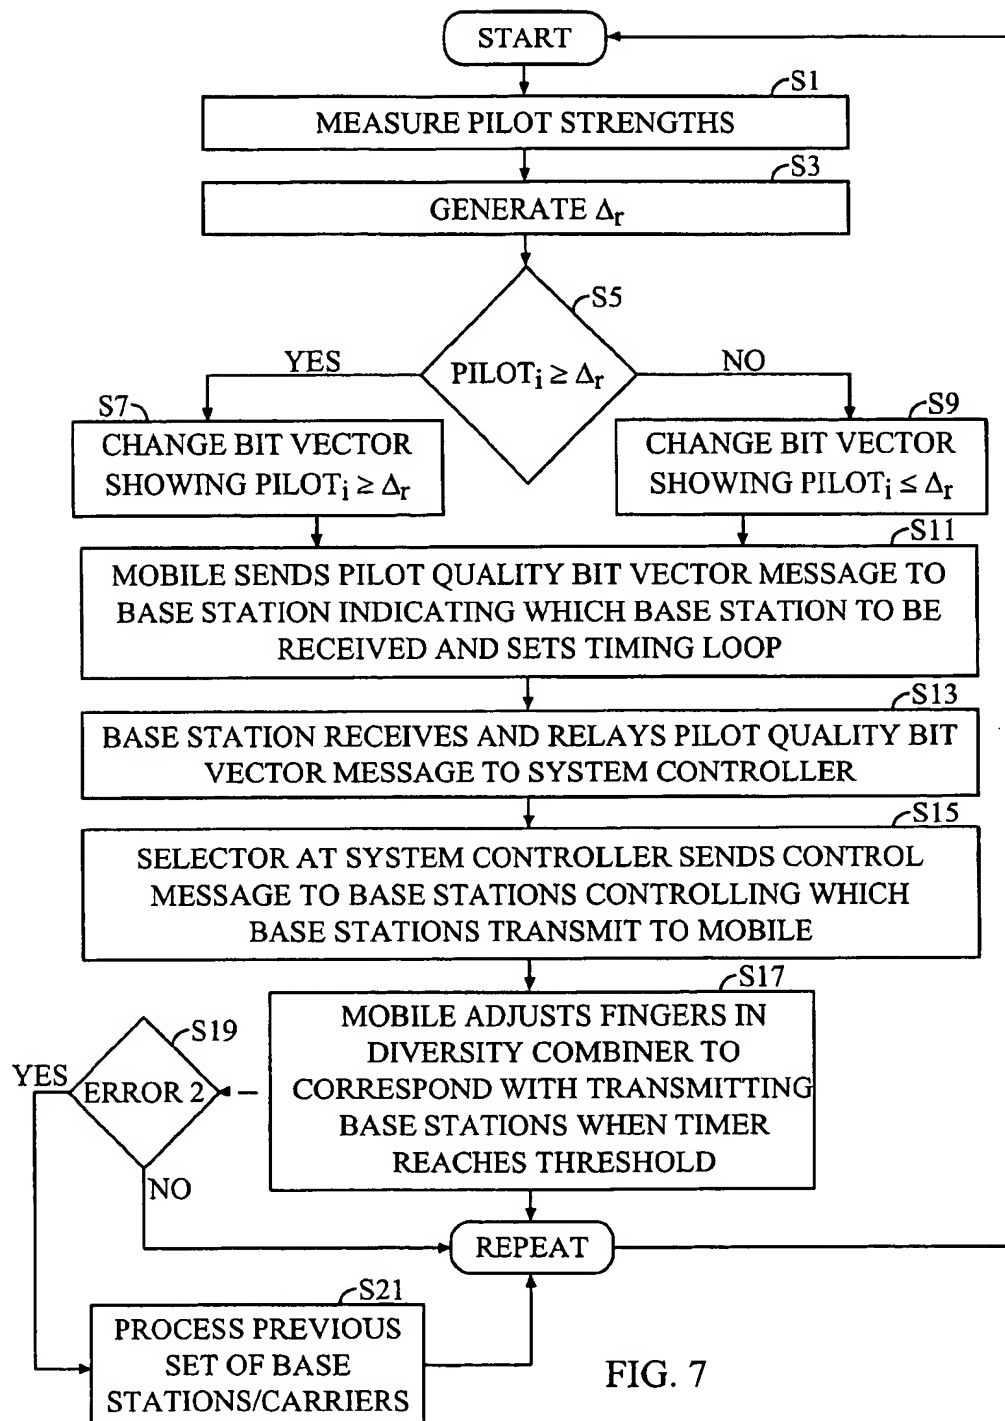 START
S1
MEASURE PILOT STRENGTHS
S3
GENERATE Δr
S5
PILOTi ≥ Δr
YES
NO
S7
CHANGE BIT VECTOR
SHOWING PILOTi ≥ Δr
S9
CHANGE BIT VECTOR
SHOWING PILOTi ≤ Δr
S11
MOBILE SENDS PILOT QUALITY BIT VECTOR MESSAGE TO
BASE STATION INDICATING WHICH BASE STATION TO BE
RECEIVED AND SETS TIMING LOOP
S13
BASE STATION RECEIVES AND RELAYS PILOT QUALITY BIT
VECTOR MESSAGE TO SYSTEM CONTROLLER
S15
SELECTOR AT SYSTEM CONTROLLER SENDS CONTROL
MESSAGE TO BASE STATIONS CONTROLLING WHICH
BASE STATIONS TRANSMIT TO MOBILE
S17
MOBILE ADJUSTS FINGERS IN
DIVERSITY COMBINER TO
CORRESPOND WITH TRANSMITTING
BASE STATIONS WHEN TIMER
REACHES THRESHOLD
S19
ERROR 2
YES
NO
REPEAT
S21
PROCESS PREVIOUS
SET OF BASE
STATIONS/CARRIERS
FIG. 7